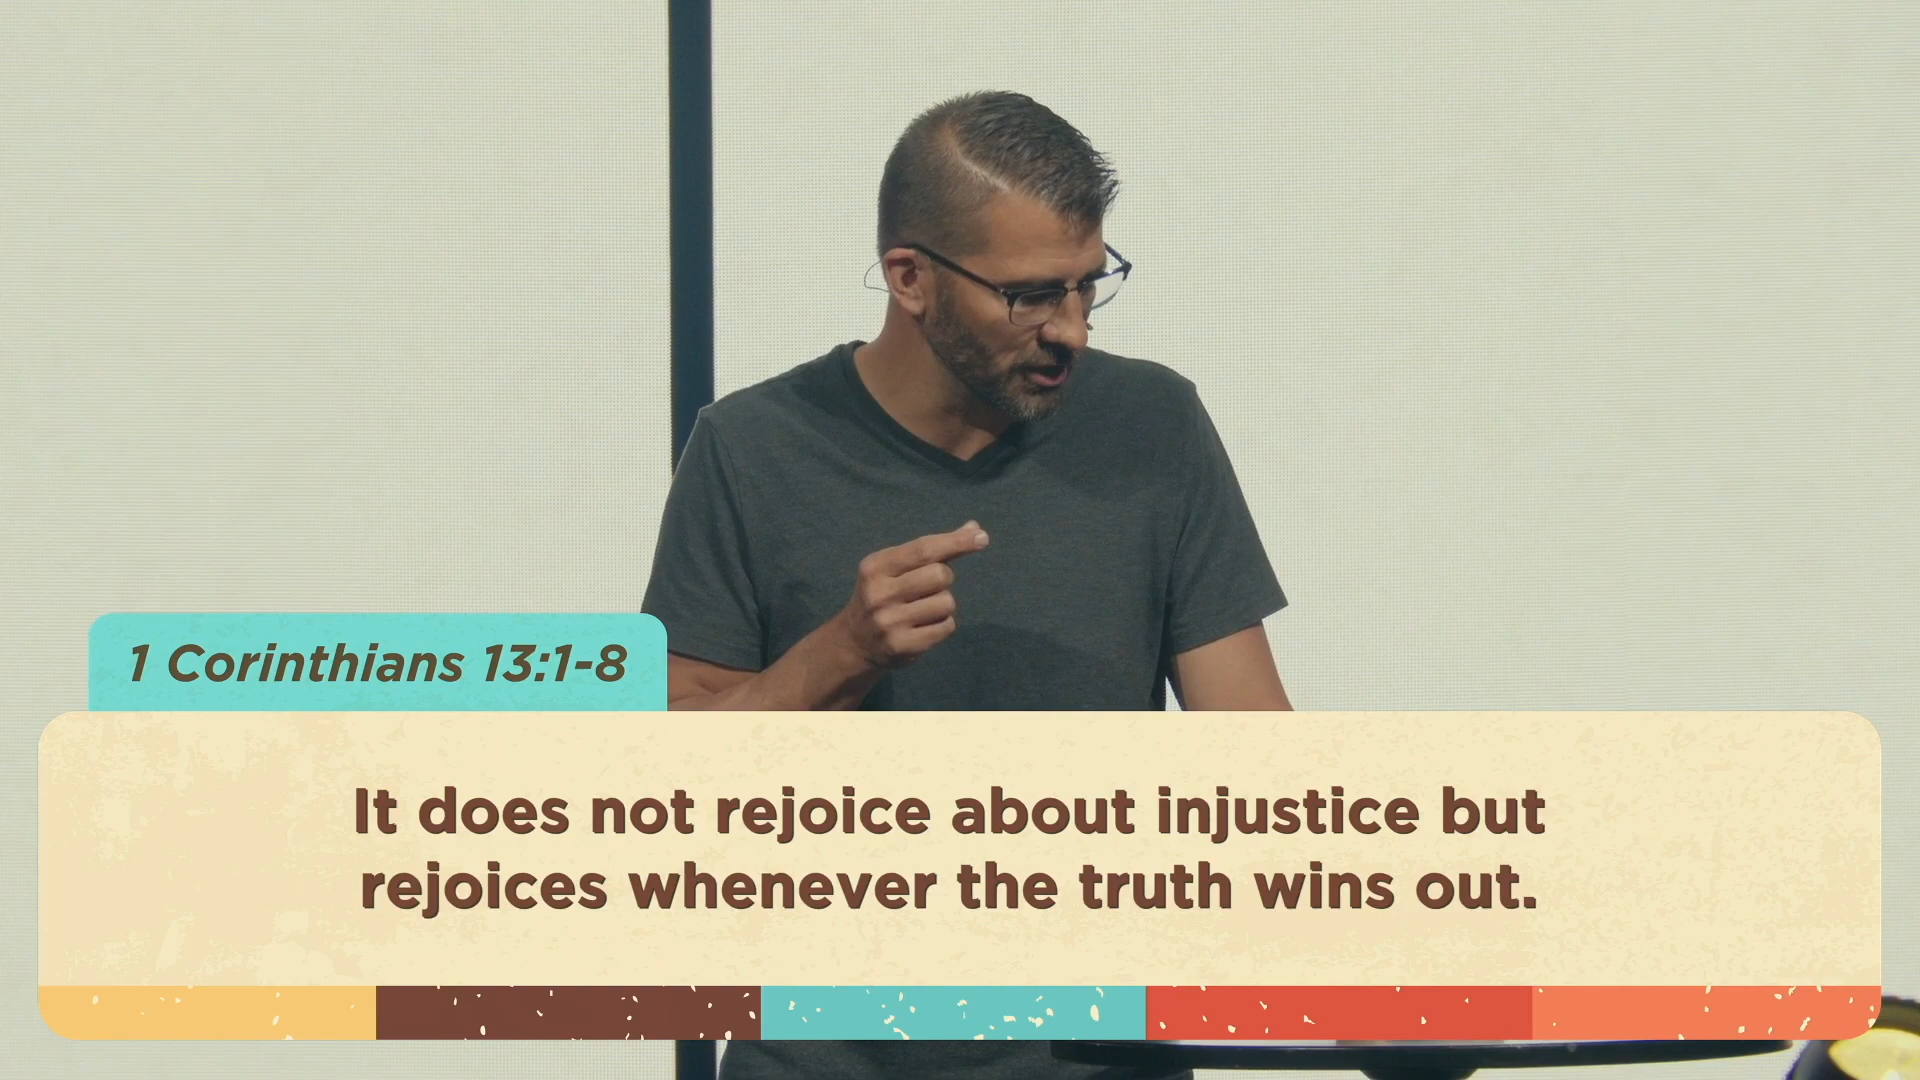 1 Corinthians 13:1-8
It does not rejoice about injustice but
rejoices whenever the truth wins out.